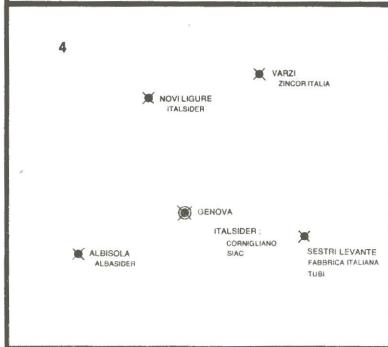 4
VARZI
ZINCOR ITALIA
NOVI LIGURE
ITALSIDER
GENOVA
ITALSIDER :
CORNIGLIANO
SIAC
ALBISOLA
ALBASIDER
SESTRI LEVANTE
FABBRICA ITALIANA
TUBI